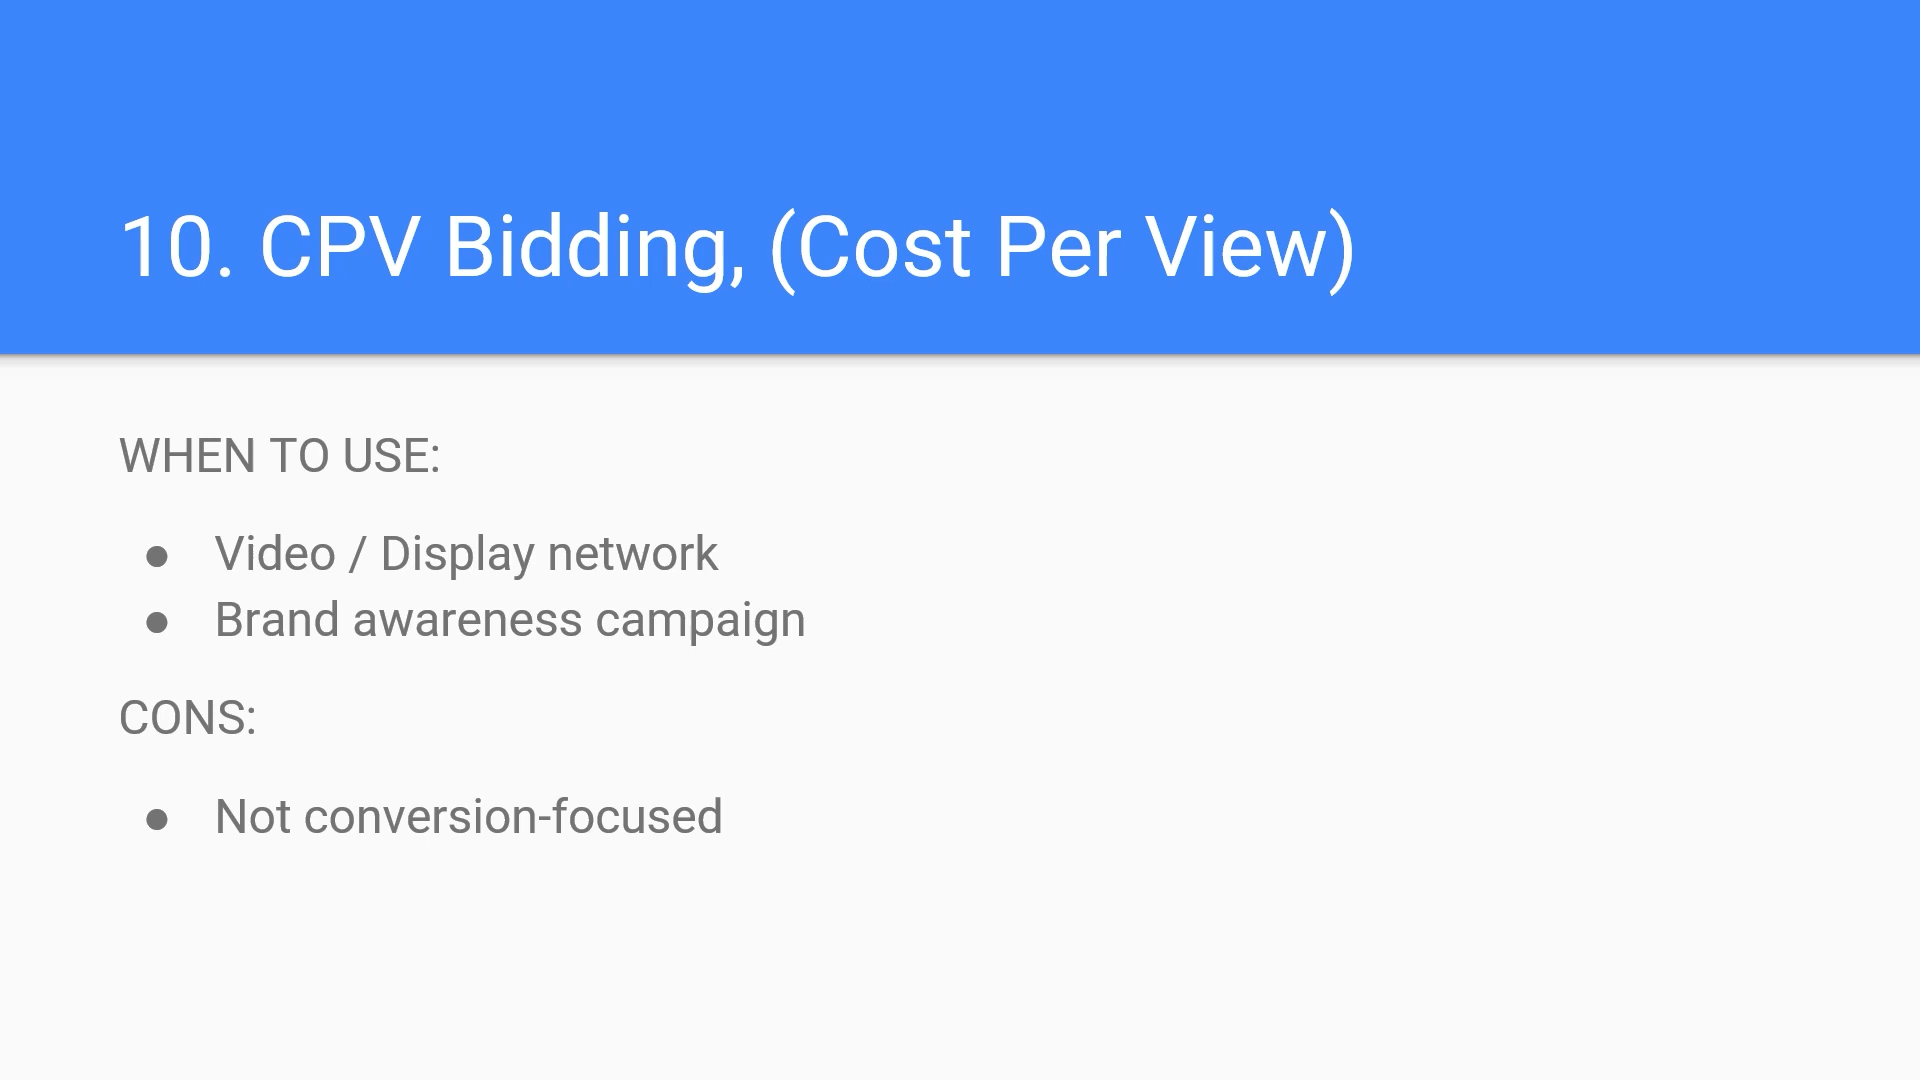 10. CPV Bidding, (Cost Per View)
WHEN TO USE:
● Video / Display network
● Brand awareness campaign
CONS:
● Not conversion-focused